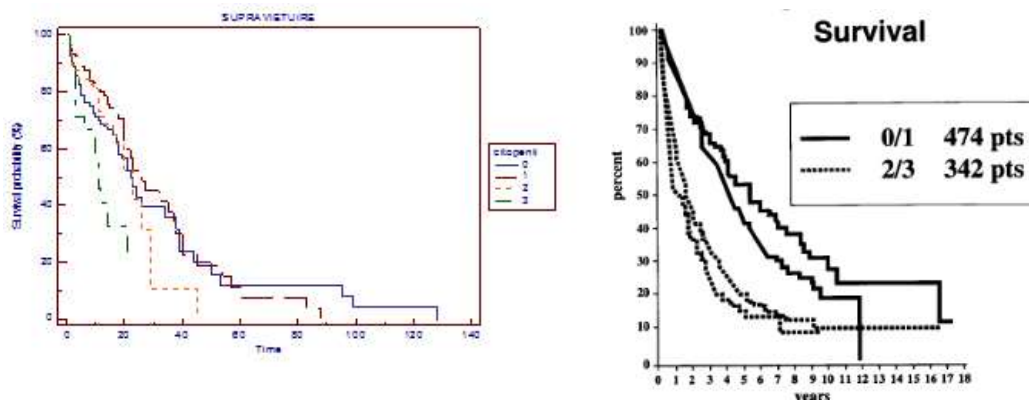 SUPRAVIETUIRE
Survival probability (%)
100
80
60
40
20
0
0 20 40 60 80 100 120 140
Time
citogenii
0
1
2
3
Survival
percent
100
90
80
70
60
50
40
30
20
10
0
0/1 474 pts
2/3 342 pts
0 1 2 3 4 5 6 7 8 9 10 11 12 13 14 15 16 17 18
years